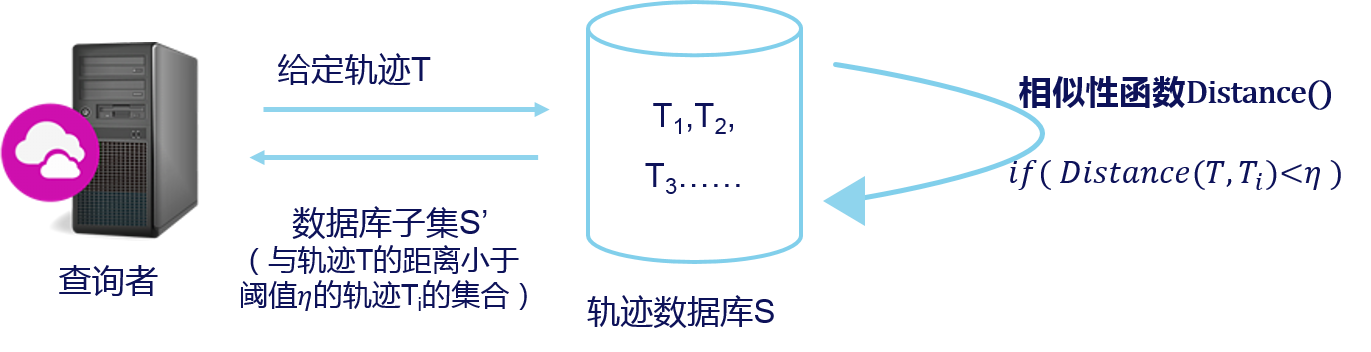 给定轨迹T
数据库子集S’
（与轨迹T的距离小于
阈值η的轨迹Tᵢ的集合）
查询者
T₁,T₂,
T₃……
轨迹数据库S
相似性函数Distance()
if( Distance(T,Tᵢ)<η )